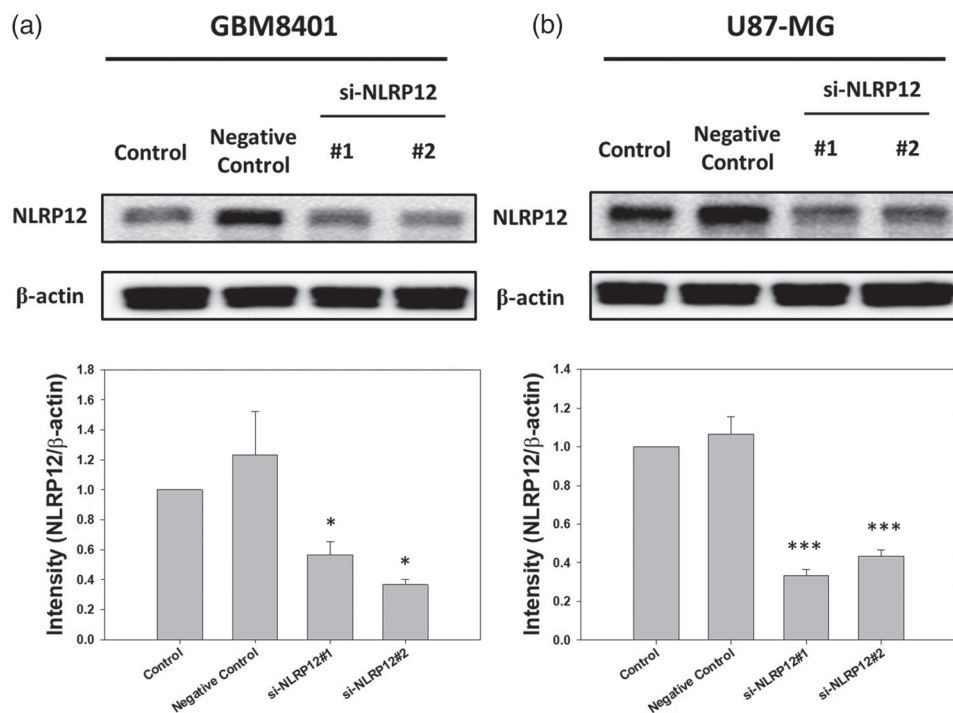 (a)
GBM8401
si-NLRP12
Control
Negative
Control
#1
#2
NLRP12
β-actin
Intensity (NLRP12/β-actin)
1.8
1.6
1.4
1.2
1.0
0.8
0.6
0.4
0.2
0.0
*
*
Control
Negative Control
si-NLRP12#1
si-NLRP12#2
(b)
U87-MG
si-NLRP12
Control
Negative
Control
#1
#2
NLRP12
β-actin
Intensity (NLRP12/β-actin)
1.4
1.2
1.0
0.8
0.6
0.4
0.2
0.0
***
***
Control
Negative Control
si-NLRP12#1
si-NLRP12#2